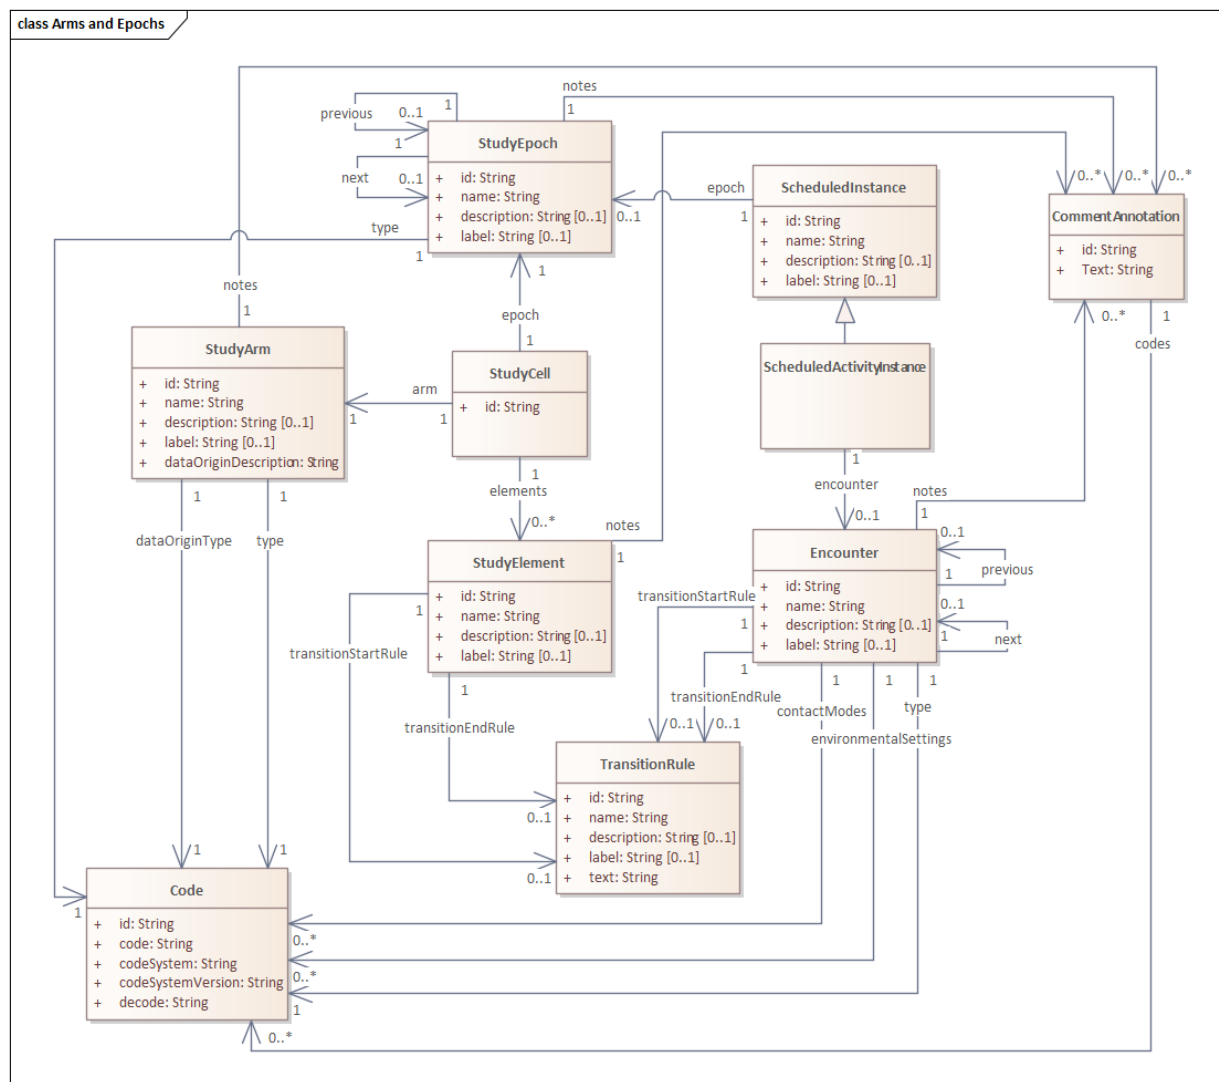 class Arms and Epochs
notes
1
previous
1
0..1
1
StudyEpoch
+ id: String
+ name: String
+ description: String [0..1]
+ label: String [0..1]
next
0..1
type
1
epoch
0..1
1
ScheduledInstance
+ id: String
+ name: String
+ description: String [0..1]
+ label: String [0..1]
0..*
0..*
0..*
CommentAnnotation
+ id: String
+ Text: String
0..*
1
codes
notes
1
1
epoch
1
StudyArm
+ id: String
+ name: String
+ description: String [0..1]
+ label: String [0..1]
+ dataOriginDescription: String
arm
1
1
StudyCell
+ id: String
ScheduledActivityInstance
1
encounter
0..1
1
elements
0..*
1
dataOriginType
1
type
notes
1
StudyElement
+ id: String
+ name: String
+ description: String [0..1]
+ label: String [0..1]
notes
1
Encounter
+ id: String
+ name: String
+ description: String [0..1]
+ label: String [0..1]
0..1
previous
1
0..1
1
next
1
transitionStartRule
1
transitionEndRule
transitionStartRule
1
1
transitionEndRule
0..1
0..1
1
contactModes
1
environmentalSettings
type
1
TransitionRule
+ id: String
+ name: String
+ description: String [0..1]
+ label: String [0..1]
+ text: String
0..1
0..1
1
1
1
Code
+ id: String
+ code: String
+ codeSystem: String
+ codeSystemVersion: String
+ decode: String
0..*
0..*
1
0..*